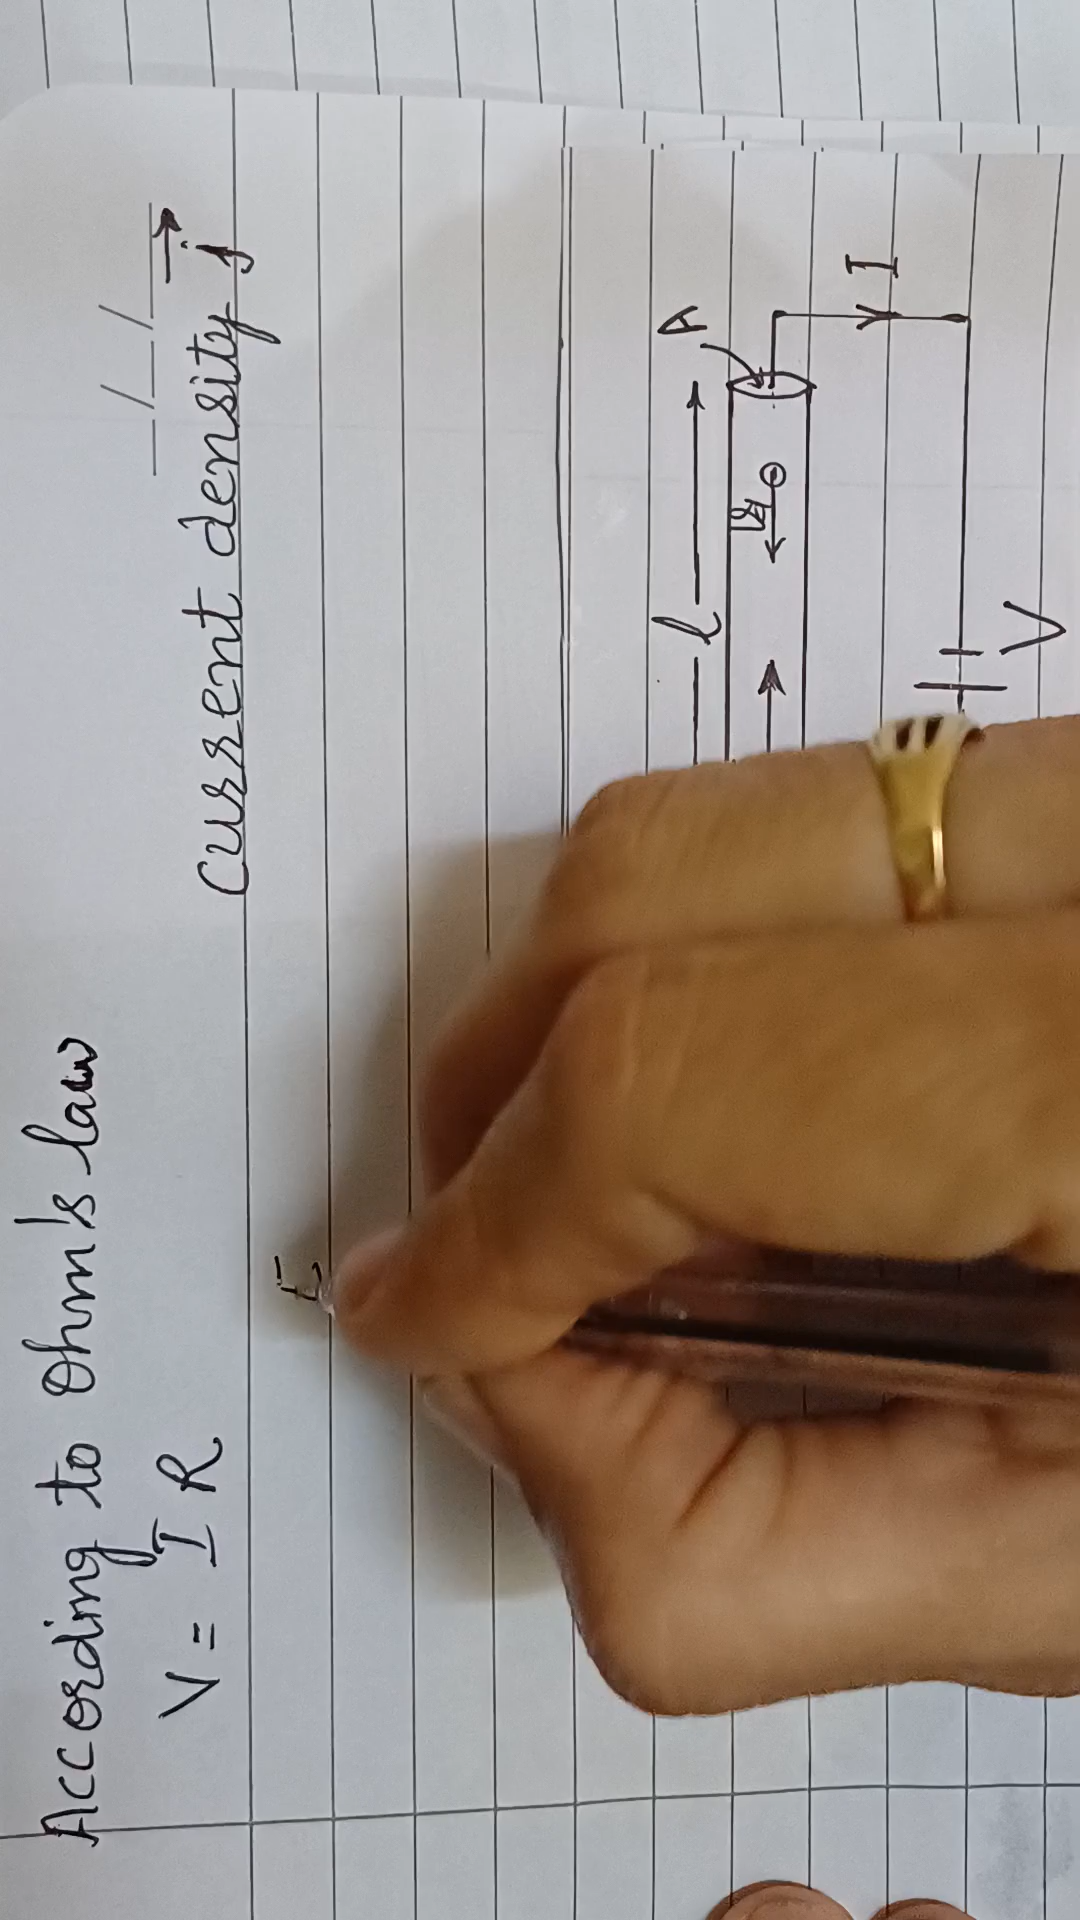 According to Ohm's law
V = I R
Current density j
E
l
A
I
V